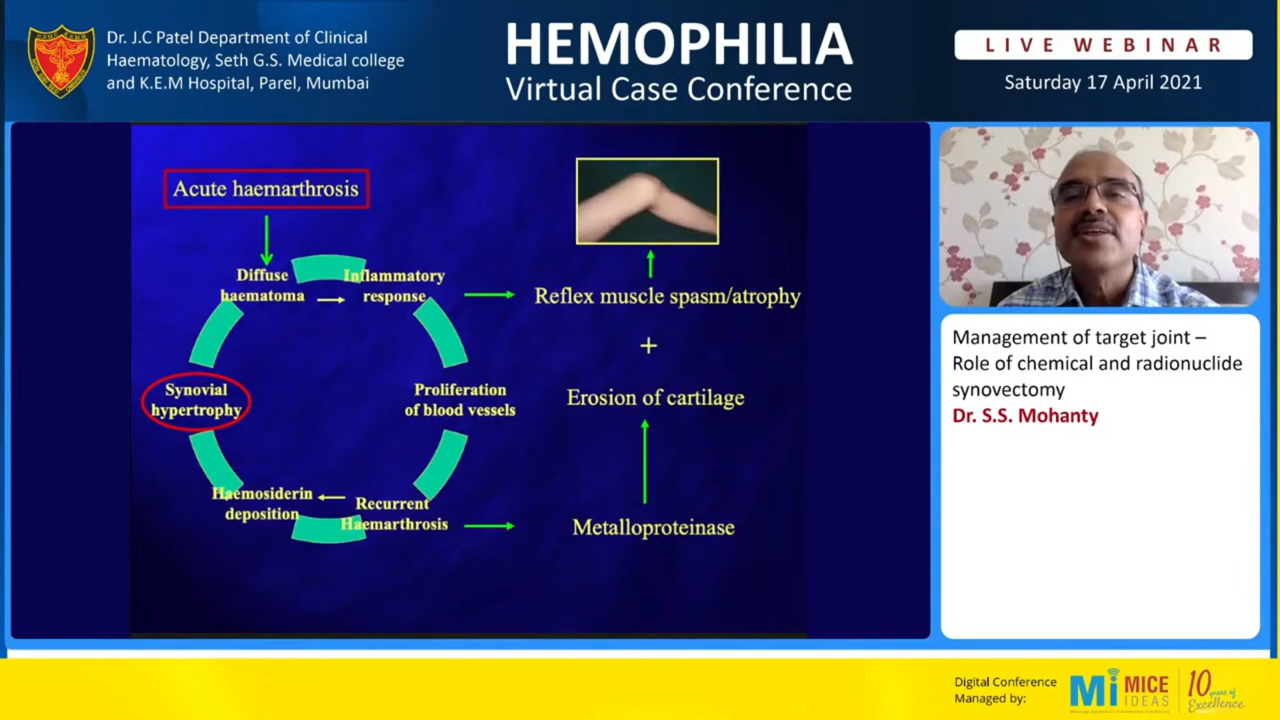 Dr. J.C Patel Department of Clinical
Haematology, Seth G.S. Medical college
and K.E.M Hospital, Parel, Mumbai
HEMOPHILIA
Virtual Case Conference
LIVE WEBINAR
Saturday 17 April 2021
Acute haemarthrosis
Diffuse
haematoma
Inflammatory
response
Reflex muscle spasm/atrophy
+
Synovial
hypertrophy
Proliferation
of blood vessels
Erosion of cartilage
Haemosiderin
deposition
Recurrent
Haemarthrosis
Metalloproteinase
Management of target joint –
Role of chemical and radionuclide
synovectomy
Dr. S.S. Mohanty
Digital Conference
Managed by:
Mi MICE
IDEAS
10 years of
Excellence